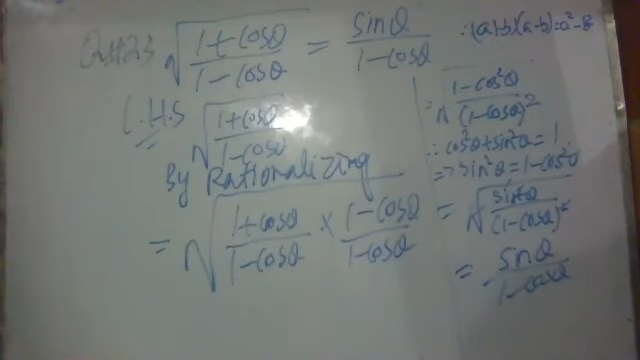 Q#23 √((1+cosθ)/(1-cosθ)) = sinθ/(1-cosθ)
L.H.S √((1+cosθ)/(1-cosθ))
By Rationalizing
= √((1+cosθ)/(1-cosθ) × (1-cosθ)/(1-cosθ))
∵(a+b)(a-b)=a²-b²
= √((1-cos²θ)/(1-cosθ)²)
∵ cos²θ+sin²θ=1
=> sin²θ=1-cos²θ
= √(sin²θ/(1-cosθ)²)
= sinθ/(1-cosθ)